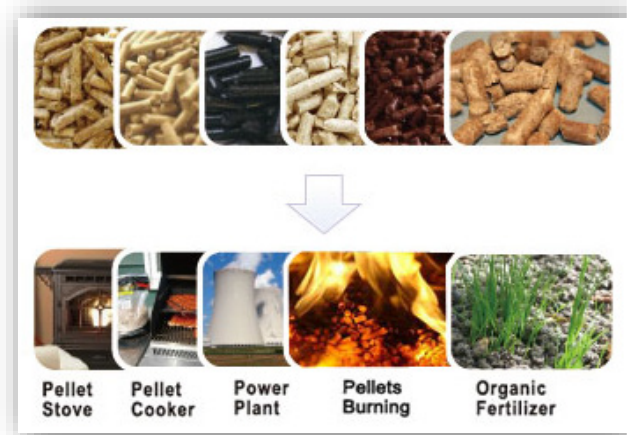 Pellet Stove
Pellet Cooker
Power Plant
Pellets Burning
Organic Fertilizer